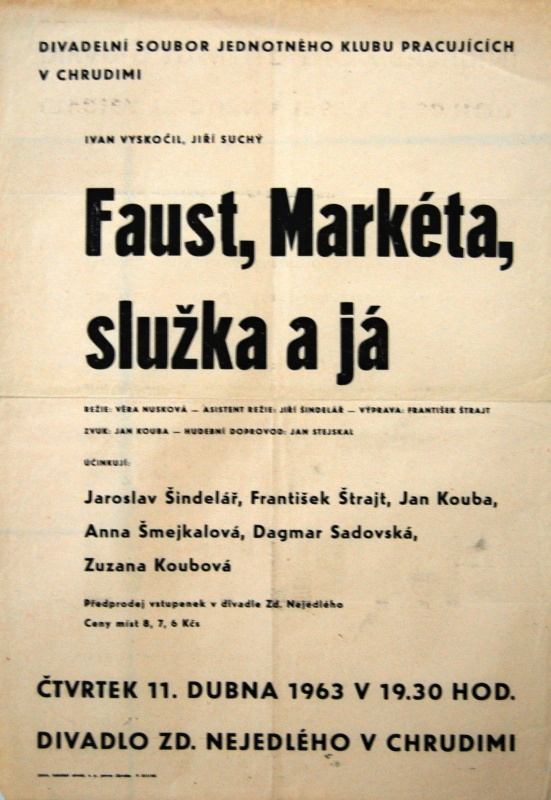 DIVADELNÍ SOUBOR JEDNOTNÉHO KLUBU PRACUJÍCÍCH
V CHRUDIMI
IVAN VYSKOČIL, JIŘÍ SUCHÝ
Faust, Markéta,
služka a já
REŽIE: VĚRA NUSKOVÁ — ASISTENT REŽIE: JIŘÍ ŠINDELÁŘ — VÝPRAVA: FRANTIŠEK ŠTRAJT
ZVUK: JAN KOUBA — HUDEBNÍ DOPROVOD: JAN STEJSKAL
ÚČINKUJÍ:
Jaroslav Šindelář, František Štrajt, Jan Kouba,
Anna Šmejkalová, Dagmar Sadovská,
Zuzana Koubová
Předprodej vstupenek v divadle Zd. Nejedlého
Ceny míst 8, 7, 6 Kčs
ČTVRTEK 11. DUBNA 1963 V 19.30 HOD.
DIVADLO ZD. NEJEDLÉHO V CHRUDIMI